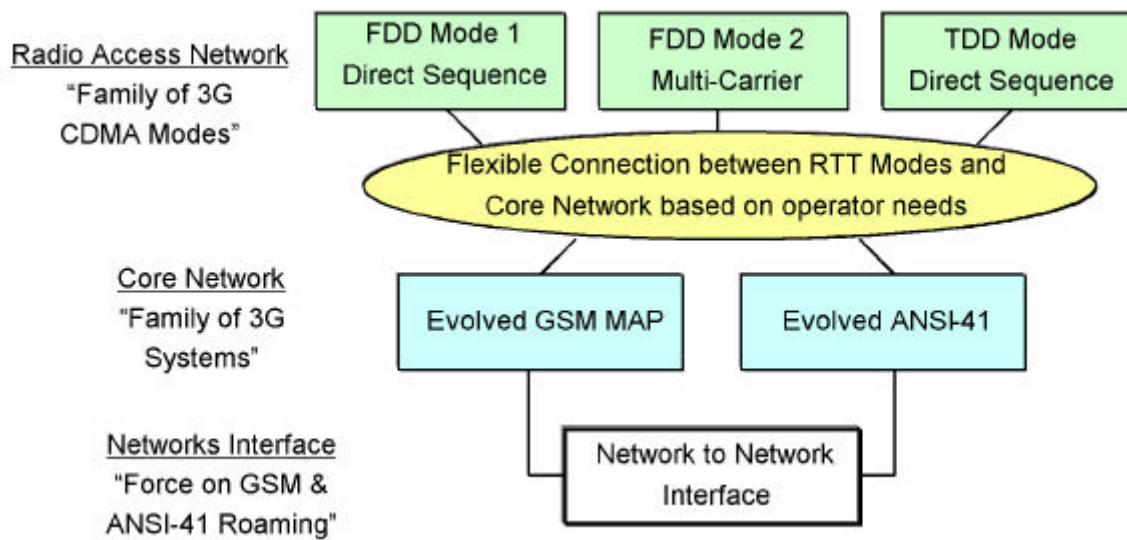 Radio Access Network
“Family of 3G
CDMA Modes”
FDD Mode 1
Direct Sequence
FDD Mode 2
Multi-Carrier
TDD Mode
Direct Sequence
Flexible Connection between RTT Modes and
Core Network based on operator needs
Core Network
“Family of 3G
Systems”
Evolved GSM MAP
Evolved ANSI-41
Networks Interface
“Force on GSM &
ANSI-41 Roaming”
Network to Network
Interface